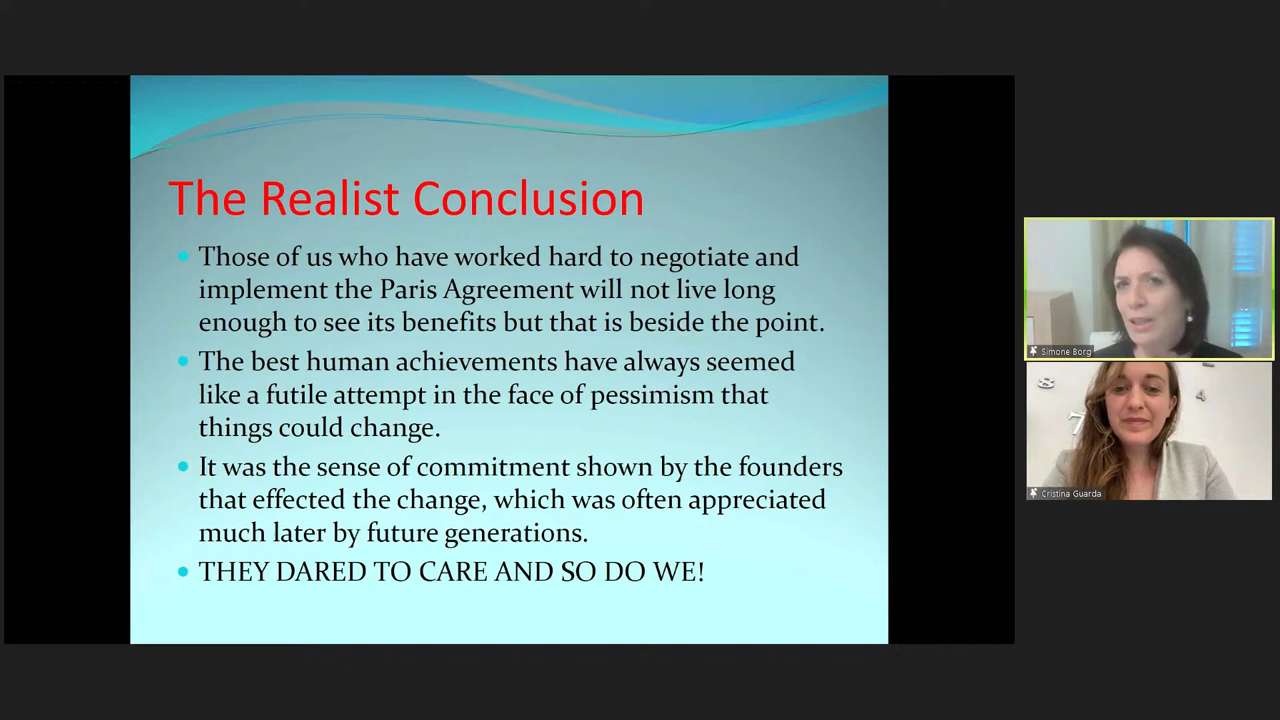 The Realist Conclusion
Those of us who have worked hard to negotiate and
implement the Paris Agreement will not live long
enough to see its benefits but that is beside the point.
The best human achievements have always seemed
like a futile attempt in the face of pessimism that
things could change.
It was the sense of commitment shown by the founders
that effected the change, which was often appreciated
much later by future generations.
THEY DARED TO CARE AND SO DO WE!
Simone Borg
8
4
7
Cristina Guarda